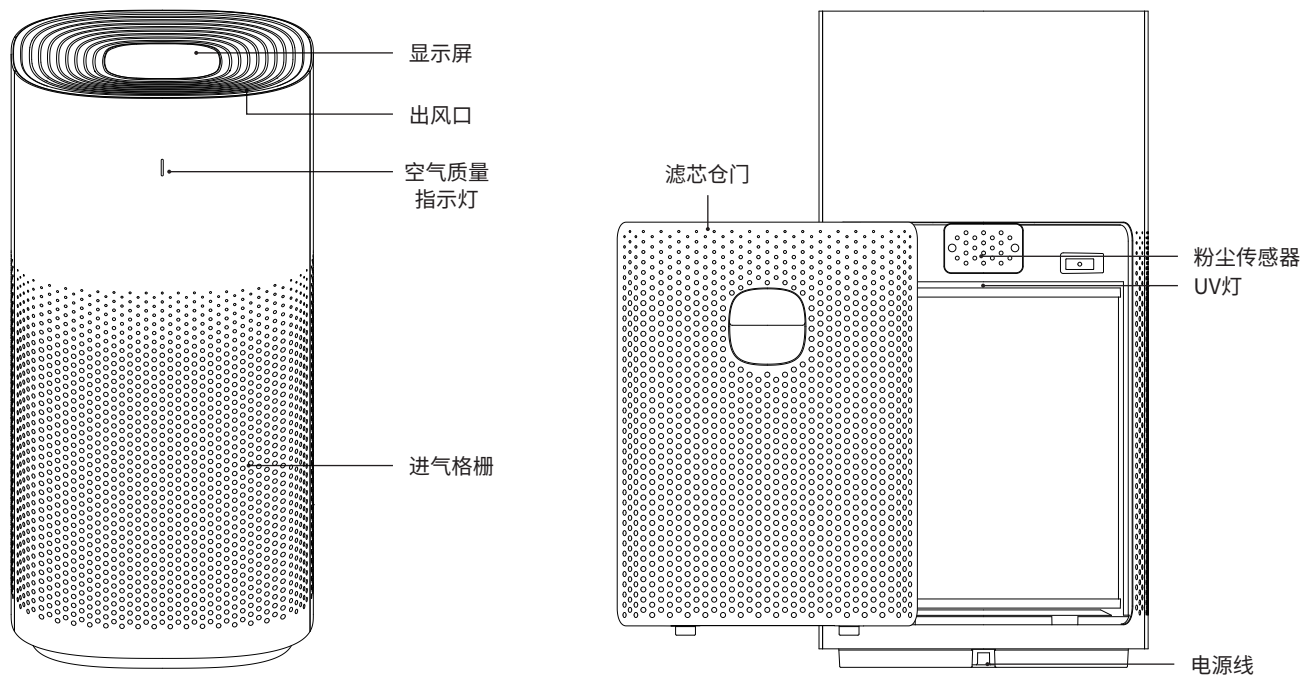 显示屏
出风口
空气质量
指示灯
进气格栅
滤芯仓门
粉尘传感器
UV灯
电源线